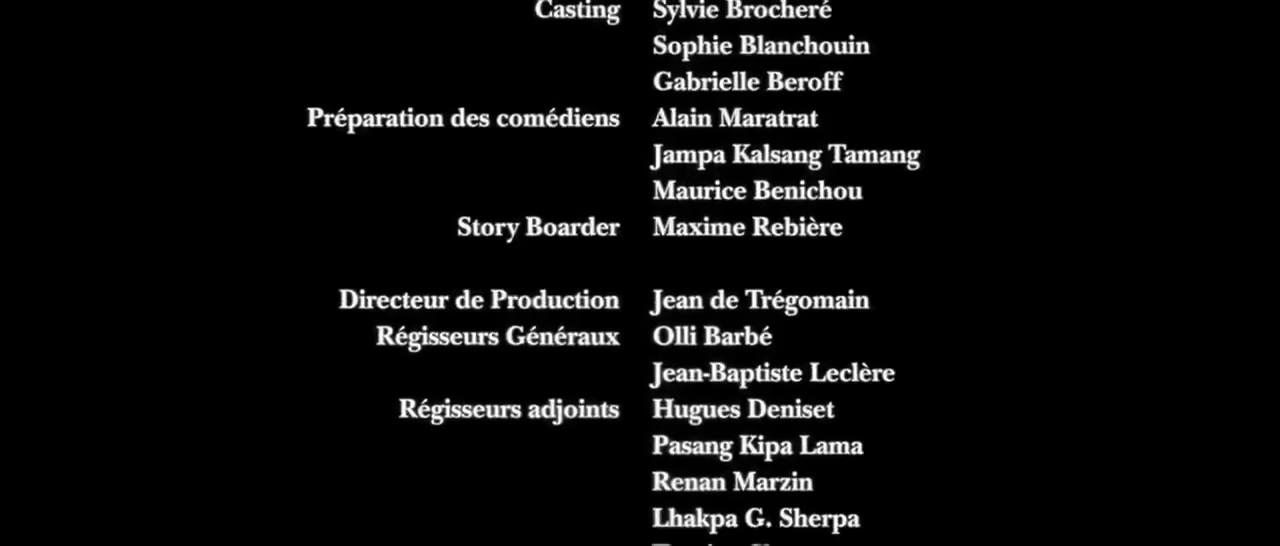 Casting Sylvie Brocheré
Sophie Blanchouin
Gabrielle Beroff
Préparation des comédiens Alain Maratrat
Jampa Kalsang Tamang
Maurice Benichou
Story Boarder Maxime Rebière
Directeur de Production Jean de Trégomain
Régisseurs Généraux Olli Barbé
Jean-Baptiste Leclère
Régisseurs adjoints Hugues Deniset
Pasang Kipa Lama
Renan Marzin
Lhakpa G. Sherpa